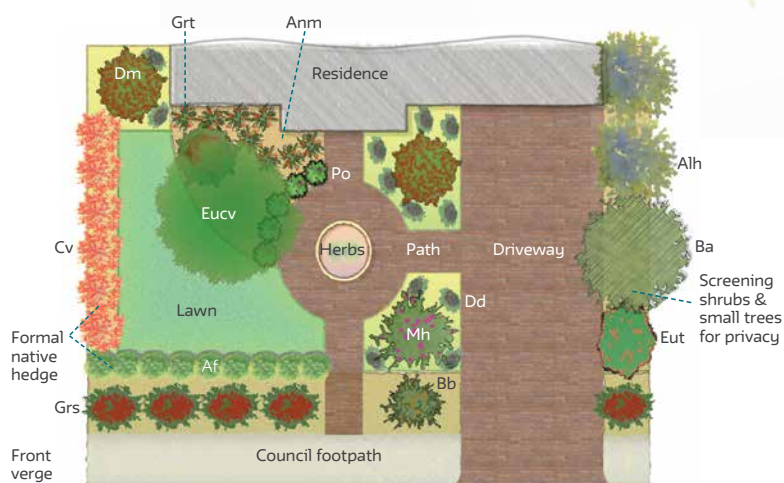 Grt
Anm
Dm
Residence
Alh
Po
Eucv
Cv
Herbs
Path
Driveway
Ba
Screening
shrubs &
small trees
for privacy
Lawn
Dd
Formal
native
hedge
Mh
Eut
Af
Bb
Grs
Front
verge
Council footpath